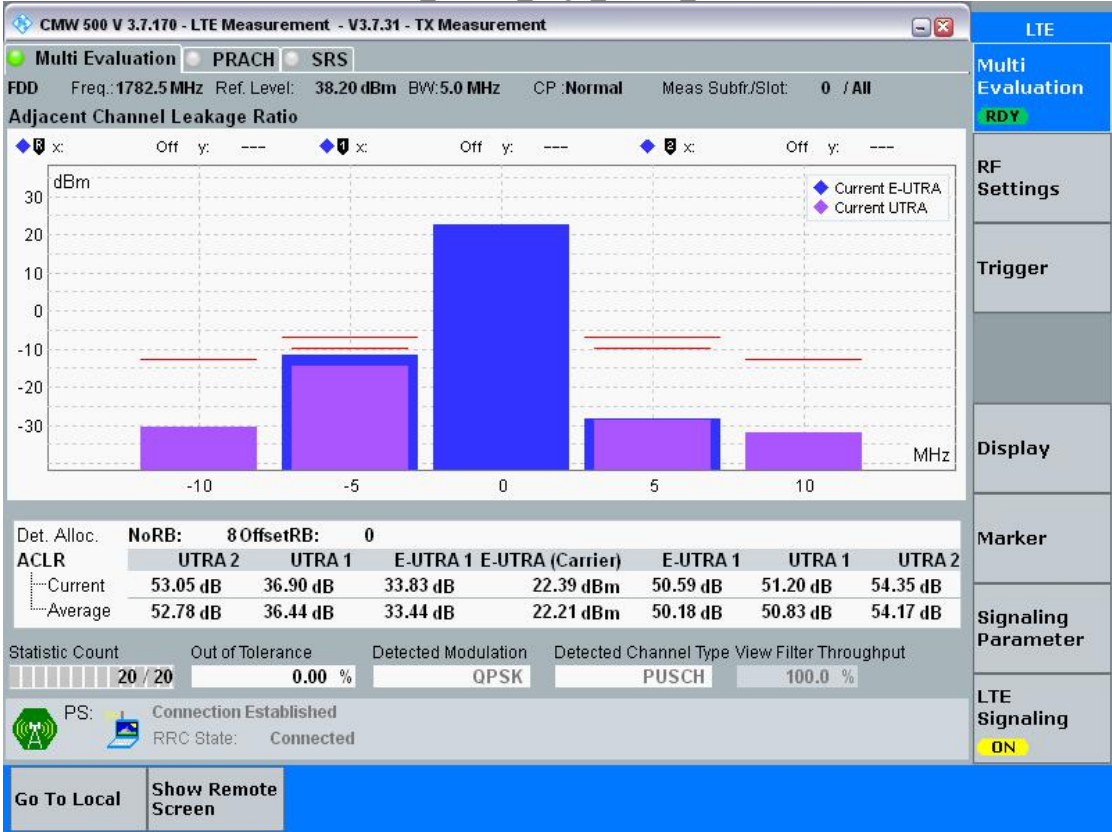 CMW 500 V 3.7.170 - LTE Measurement - V3.7.31 - TX Measurement
LTE
Multi Evaluation PRACH SRS
FDD Freq.:1782.5 MHz Ref. Level: 38.20 dBm BW:5.0 MHz CP :Normal Meas Subfr./Slot: 0 / All
Adjacent Channel Leakage Ratio
R x: Off y: --- 1 x: Off y: --- 2 x: Off y: ---
dBm
Current E-UTRA
Current UTRA
30
20
10
0
-10
-20
-30
MHz
-10 -5 0 5 10
Det. Alloc. NoRB: 8 OffsetRB: 0
ACLR UTRA 2 UTRA 1 E-UTRA 1 E-UTRA (Carrier) E-UTRA 1 UTRA 1 UTRA 2
Current 53.05 dB 36.90 dB 33.83 dB 22.39 dBm 50.59 dB 51.20 dB 54.35 dB
Average 52.78 dB 36.44 dB 33.44 dB 22.21 dBm 50.18 dB 50.83 dB 54.17 dB
Statistic Count Out of Tolerance Detected Modulation Detected Channel Type View Filter Throughput
20 / 20 0.00 % QPSK PUSCH 100.0 %
PS: Connection Established
RRC State: Connected
Multi
Evaluation
RDY
RF
Settings
Trigger
Display
Marker
Signaling
Parameter
LTE
Signaling
ON
Go To Local
Show Remote
Screen